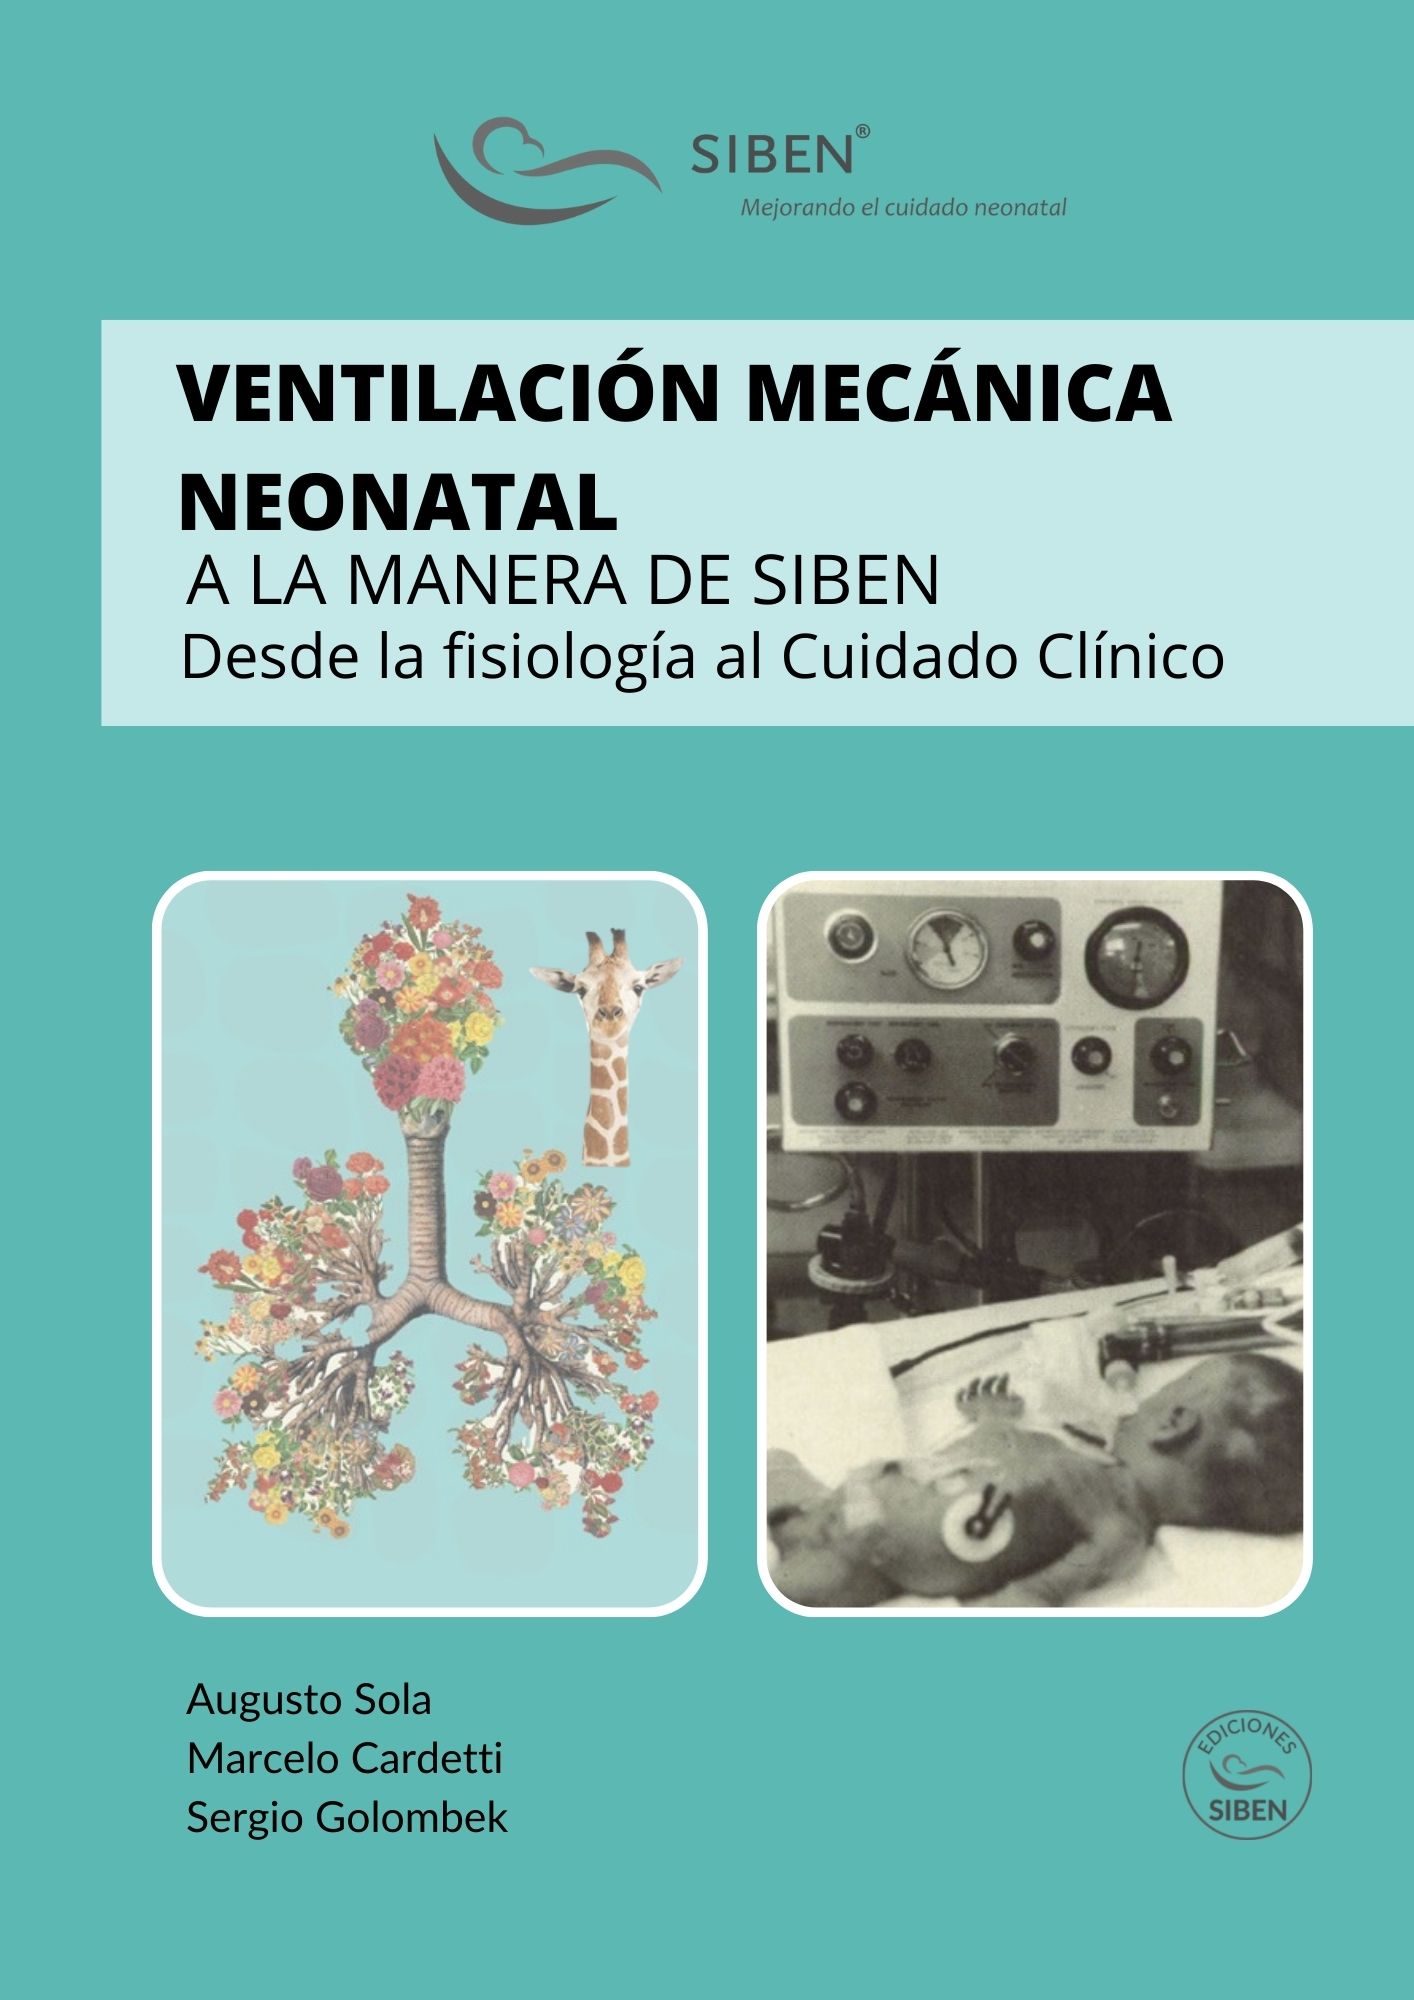 SIBEN®
Mejorando el cuidado neonatal
VENTILACIÓN MECÁNICA
NEONATAL
A LA MANERA DE SIBEN
Desde la fisiología al Cuidado Clínico
Augusto Sola
Marcelo Cardetti
Sergio Golombek
EDICIONES
SIBEN